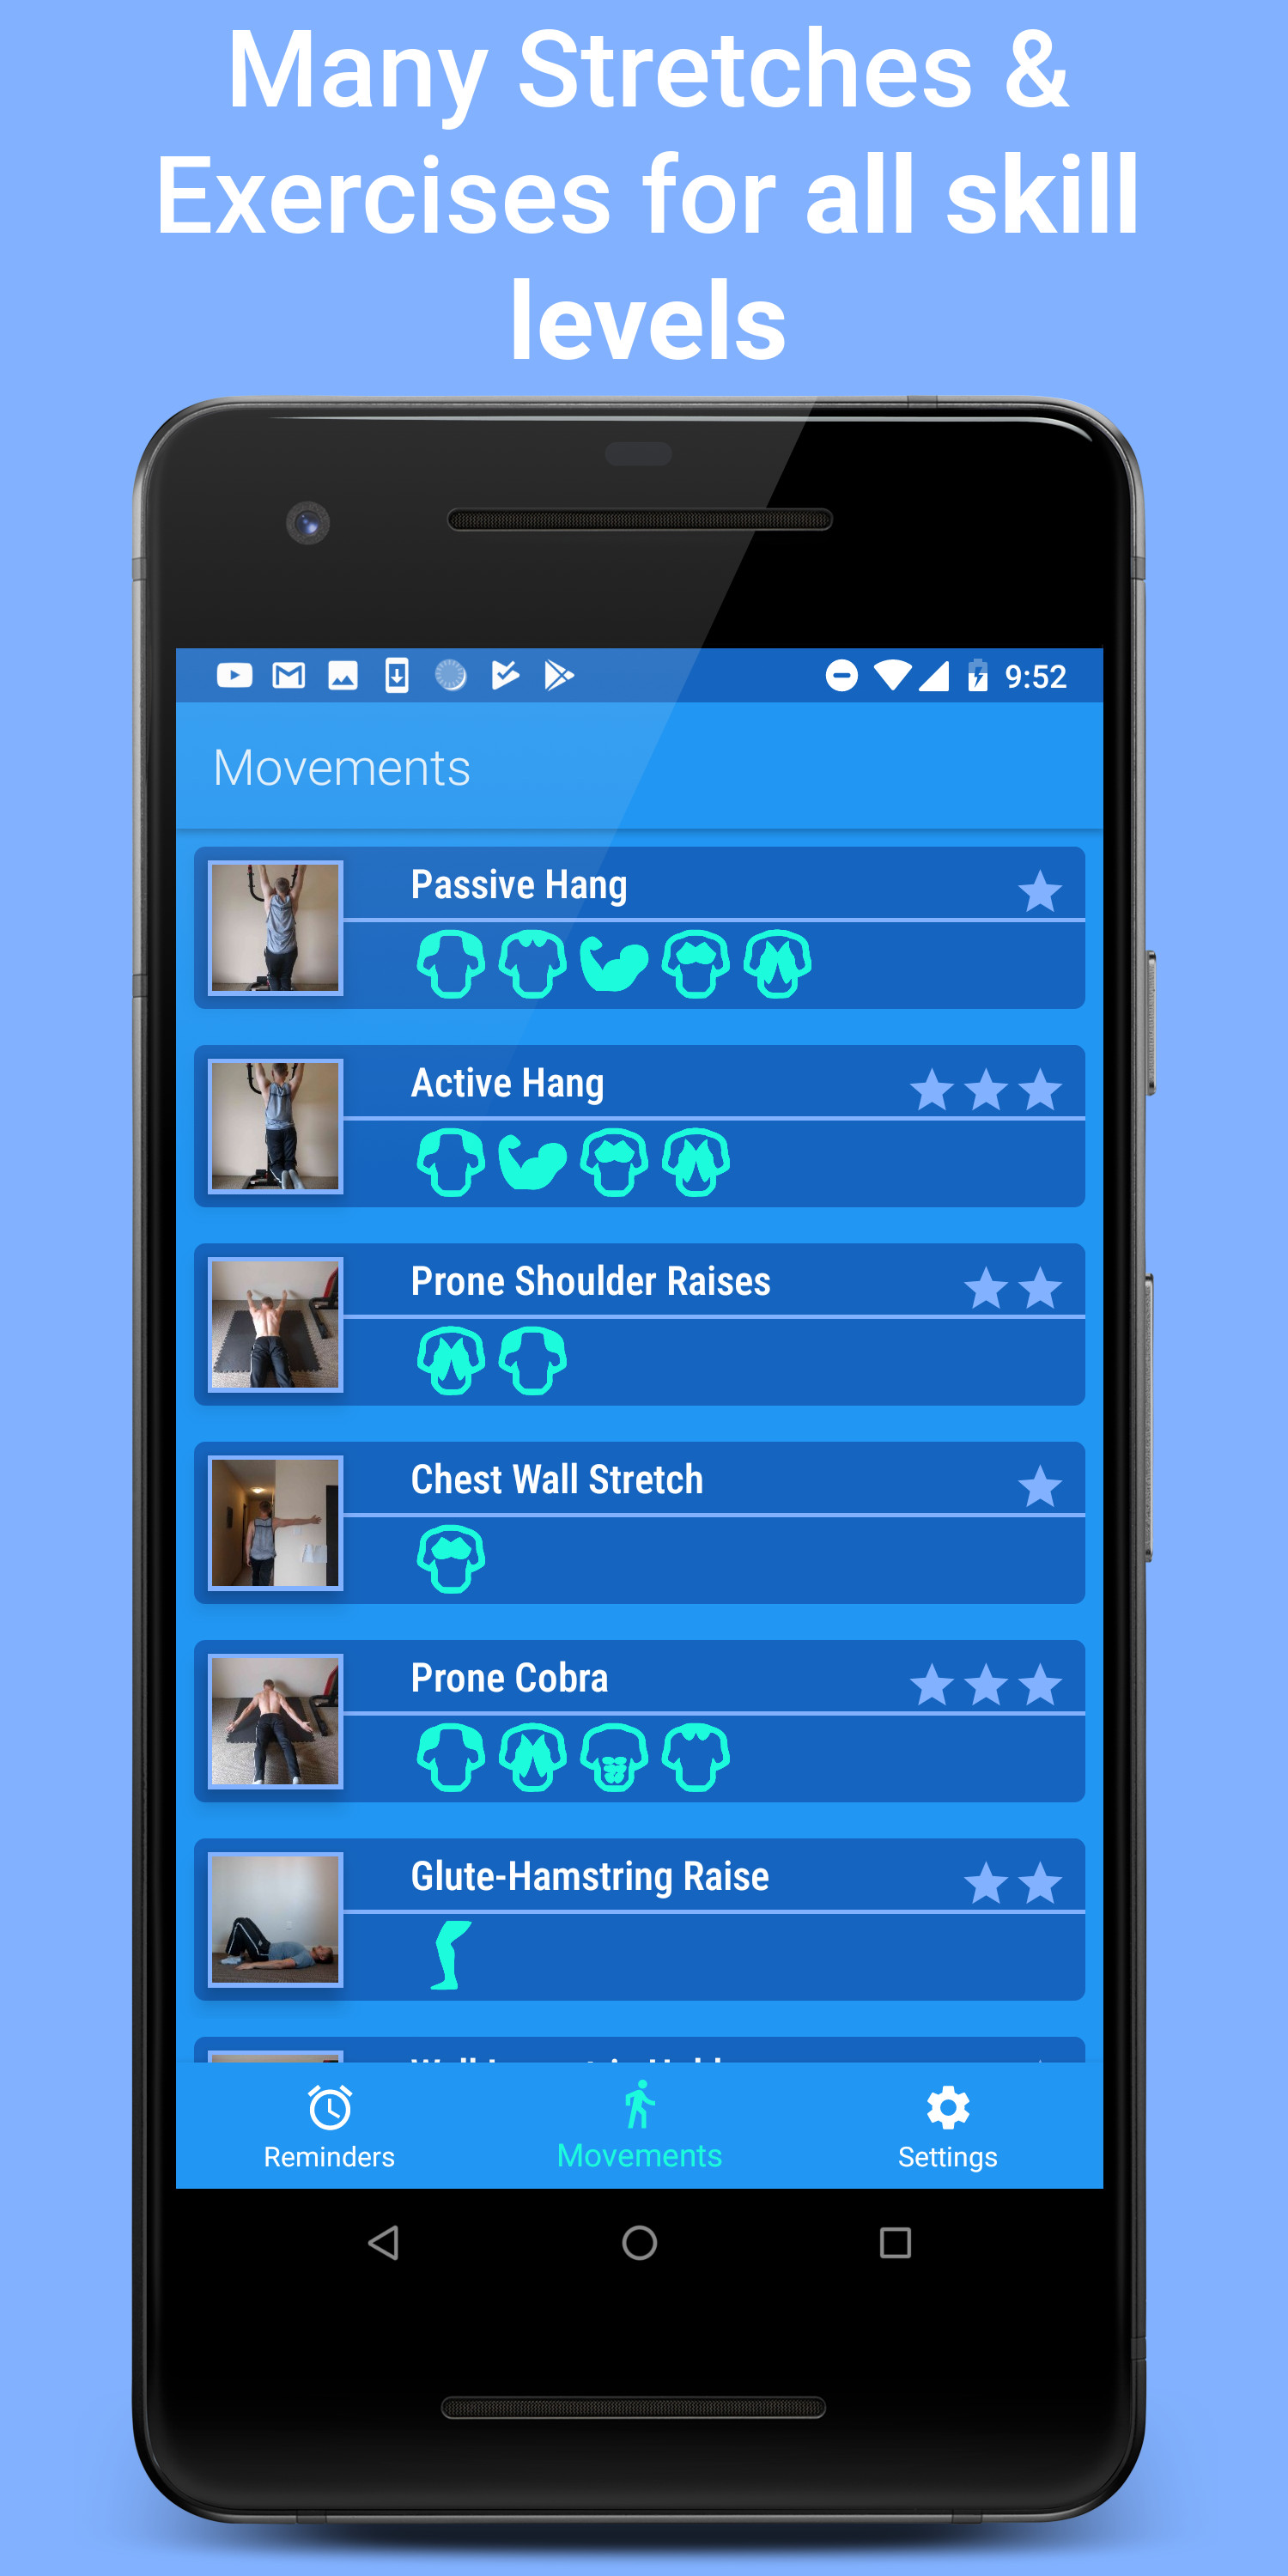 Many Stretches &
Exercises for all skill
levels
9:52
Movements
Passive Hang
Active Hang
Prone Shoulder Raises
Chest Wall Stretch
Prone Cobra
Glute-Hamstring Raise
Reminders
Movements
Settings